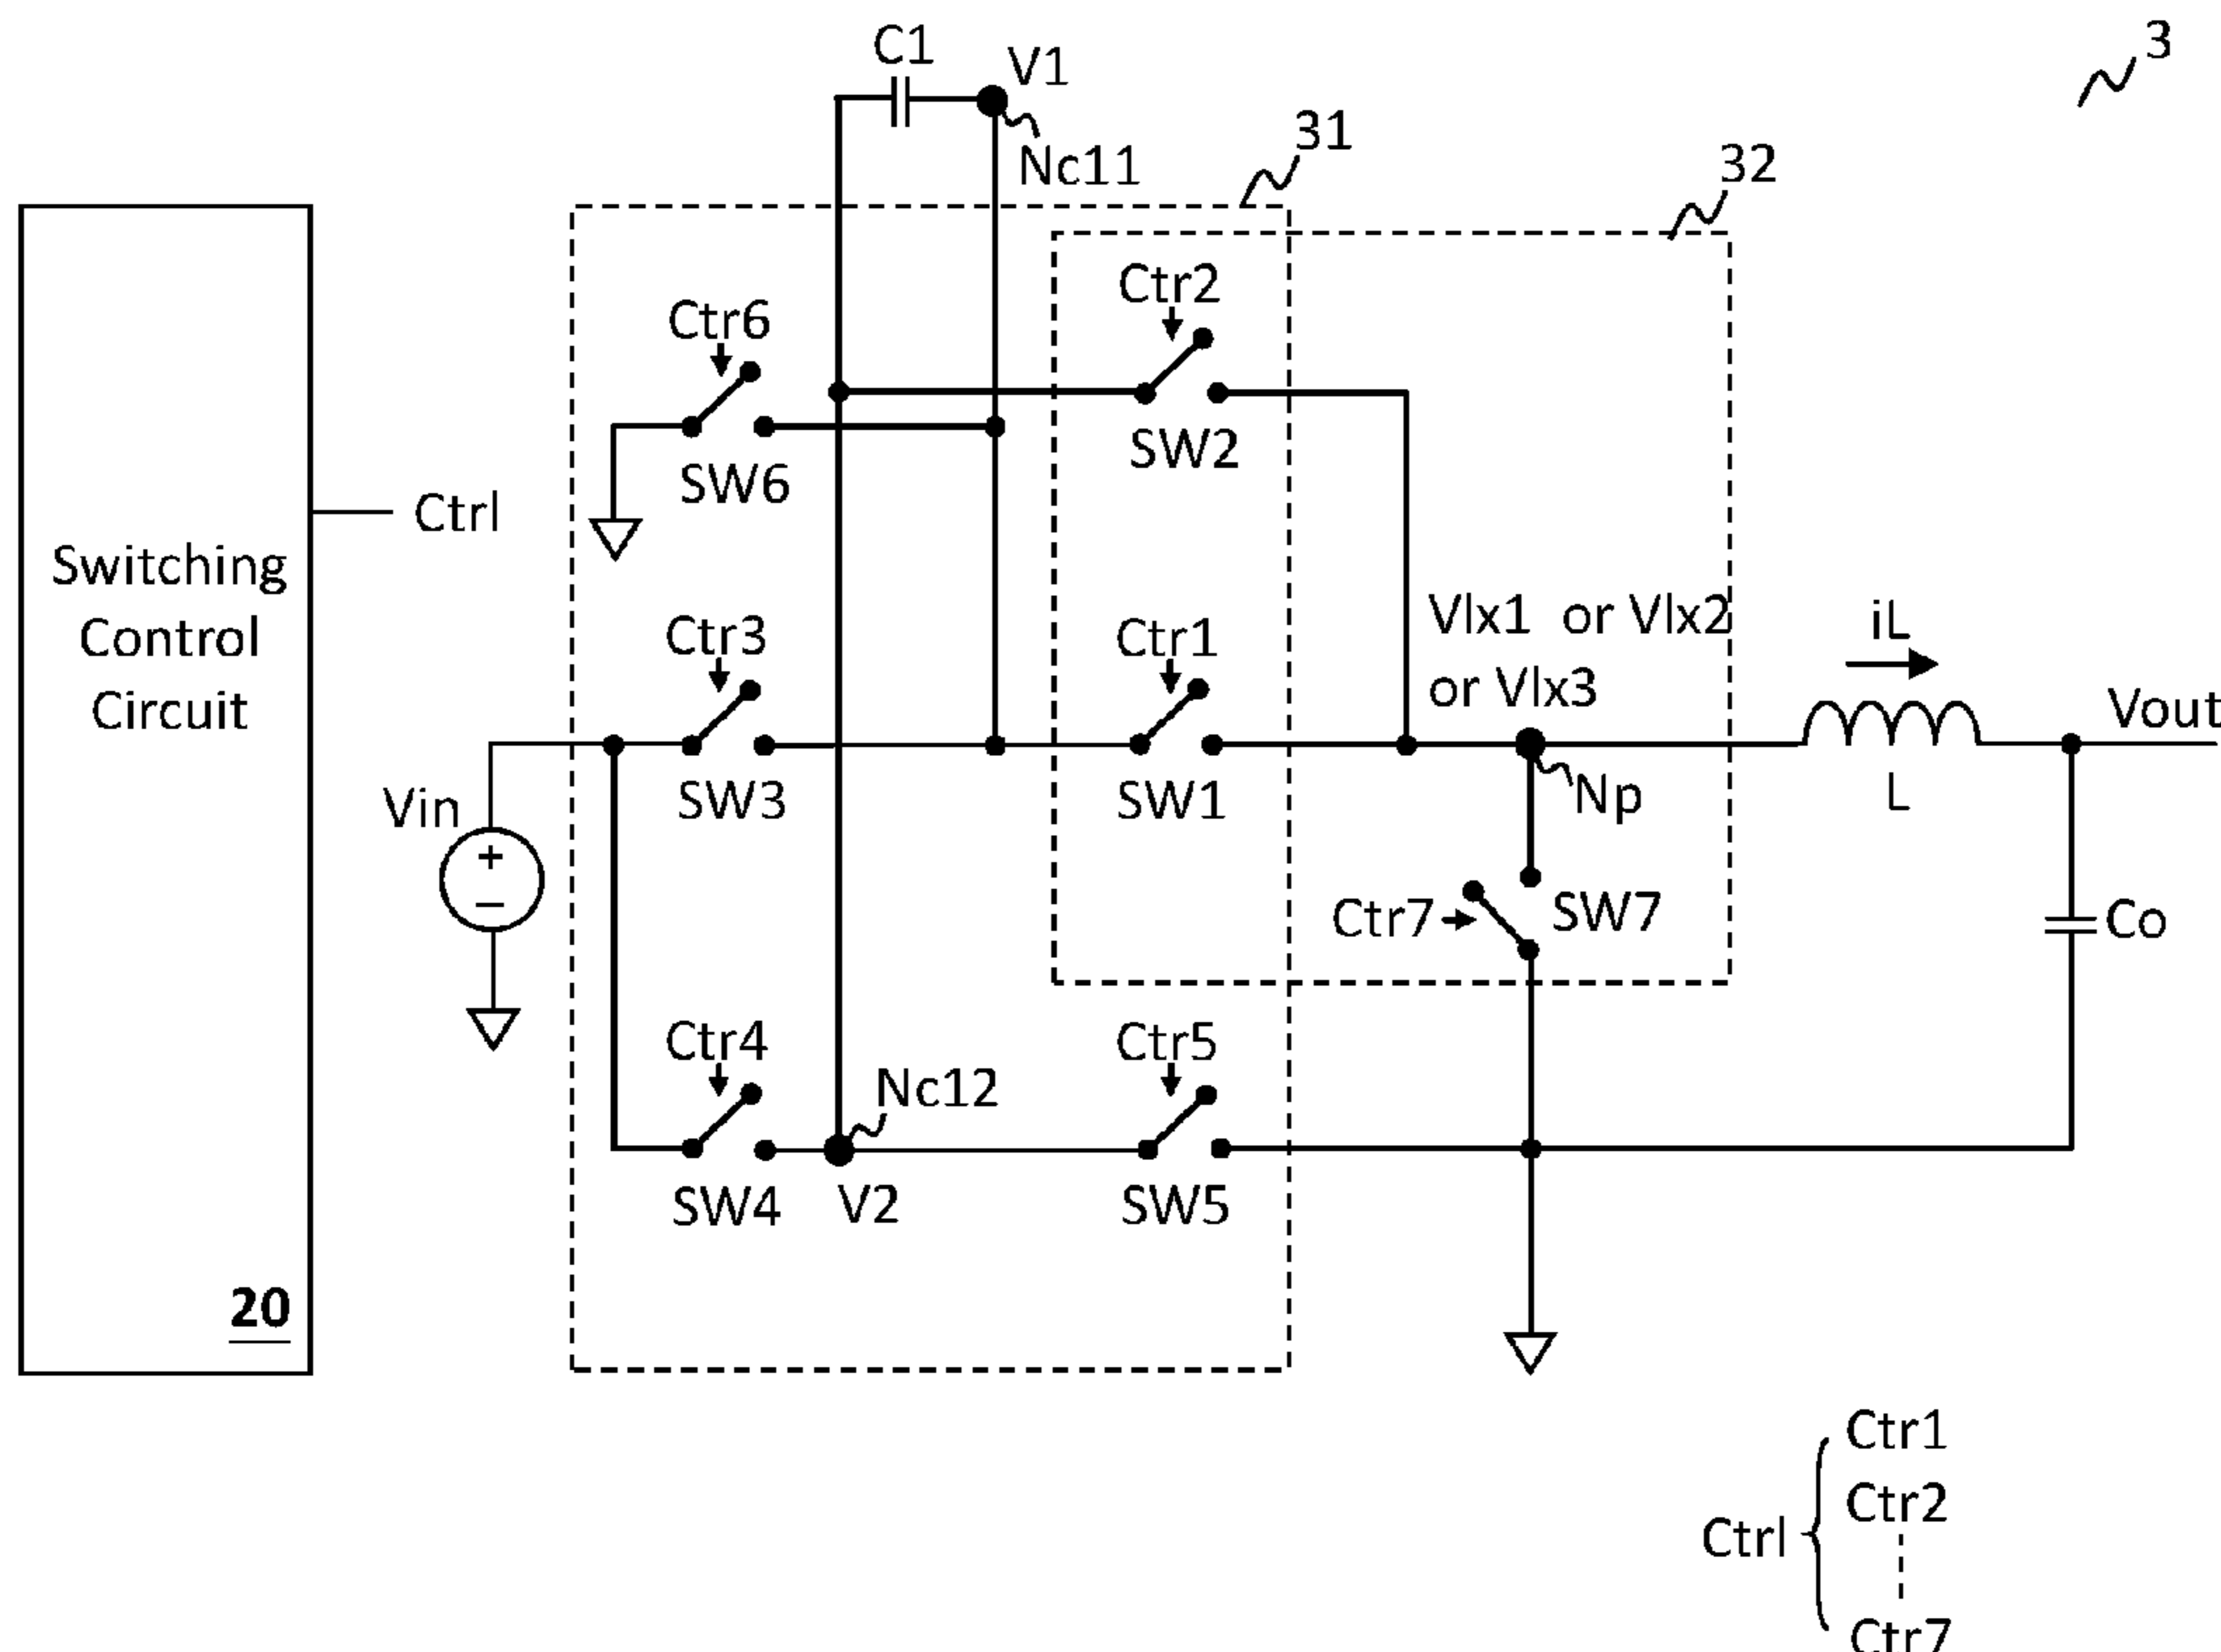 3
C1
V1
Nc11
31
32
Ctr2
SW2
Ctr6
SW6
Switching
Control
Circuit
20
Ctrl
Ctr3
SW3
Ctr1
SW1
Vlx1 or Vlx2
or Vlx3
Np
iL
L
Vout
Vin
+
−
Ctr7
SW7
Co
Ctr4
SW4
Nc12
V2
Ctr5
SW5
Ctrl
Ctr1
Ctr2
Ctr7